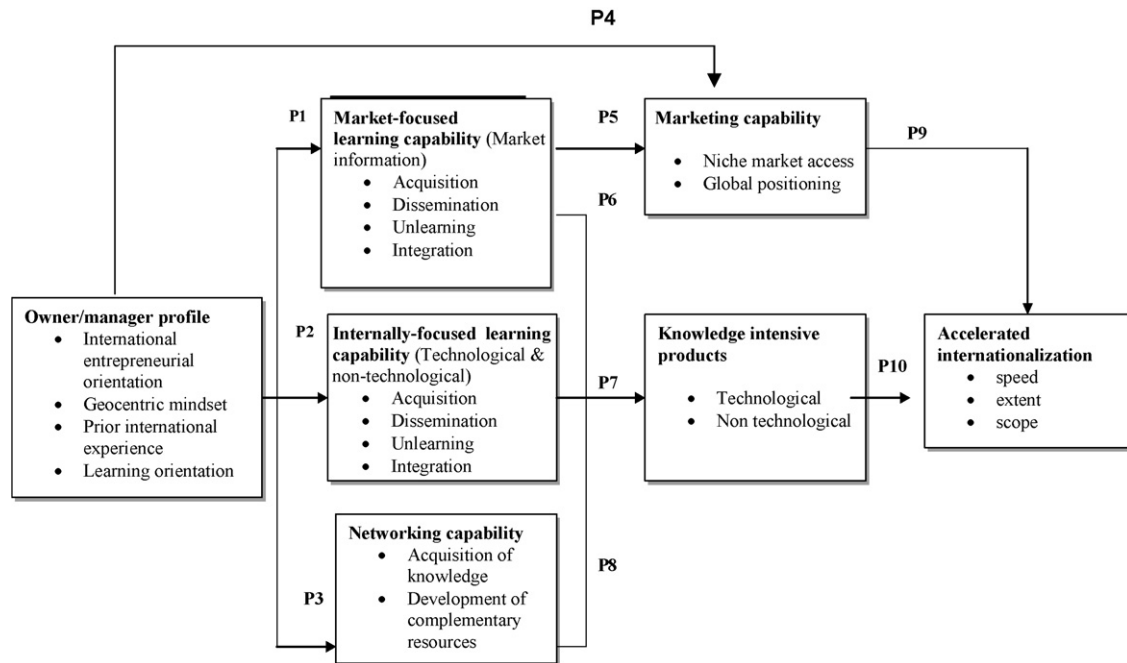 P4
P1
Market-focused
learning capability (Market
information)
• Acquisition
• Dissemination
• Unlearning
• Integration
P5
Marketing capability
• Niche market access
• Global positioning
P9
P6
Owner/manager profile
• International
entrepreneurial
orientation
• Geocentric mindset
• Prior international
experience
• Learning orientation
P2
Internally-focused learning
capability (Technological &
non-technological)
• Acquisition
• Dissemination
• Unlearning
• Integration
P7
Knowledge intensive
products
• Technological
• Non technological
P10
Accelerated
internationalization
• speed
• extent
• scope
P3
Networking capability
• Acquisition of
knowledge
• Development of
complementary
resources
P8